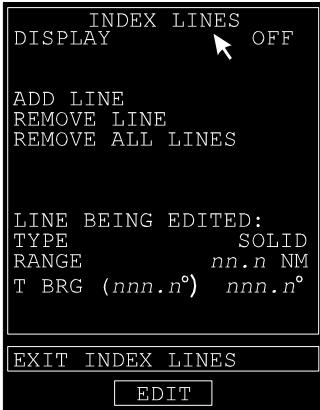 INDEX LINES
DISPLAY OFF
ADD LINE
REMOVE LINE
REMOVE ALL LINES
LINE BEING EDITED:
TYPE SOLID
RANGE nn.n NM
T BRG (nnn.n°) nnn.n°
EXIT INDEX LINES
EDIT